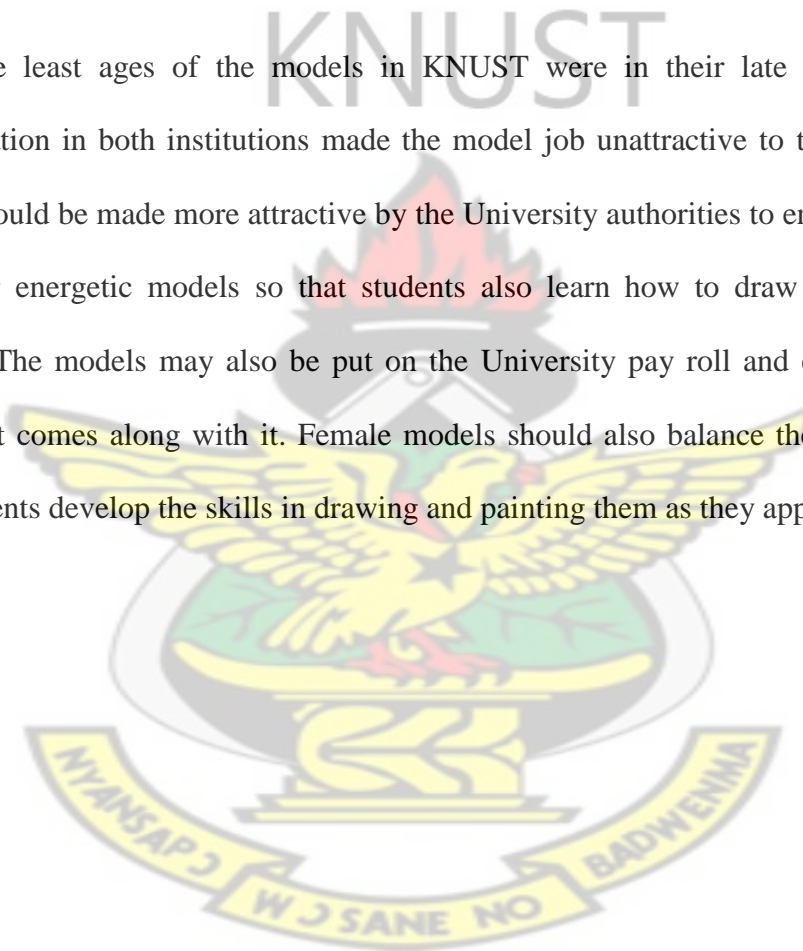 KNUST
e least ages of the models in KNUST were in their late
ation in both institutions made the model job unattractive to t
ould be made more attractive by the University authorities to en
energetic models so that students also learn how to draw
The models may also be put on the University pay roll and
t comes along with it. Female models should also balance the
ents develop the skills in drawing and painting them as they app
NYANSAPƆ WƆSANE NO BADWENMA